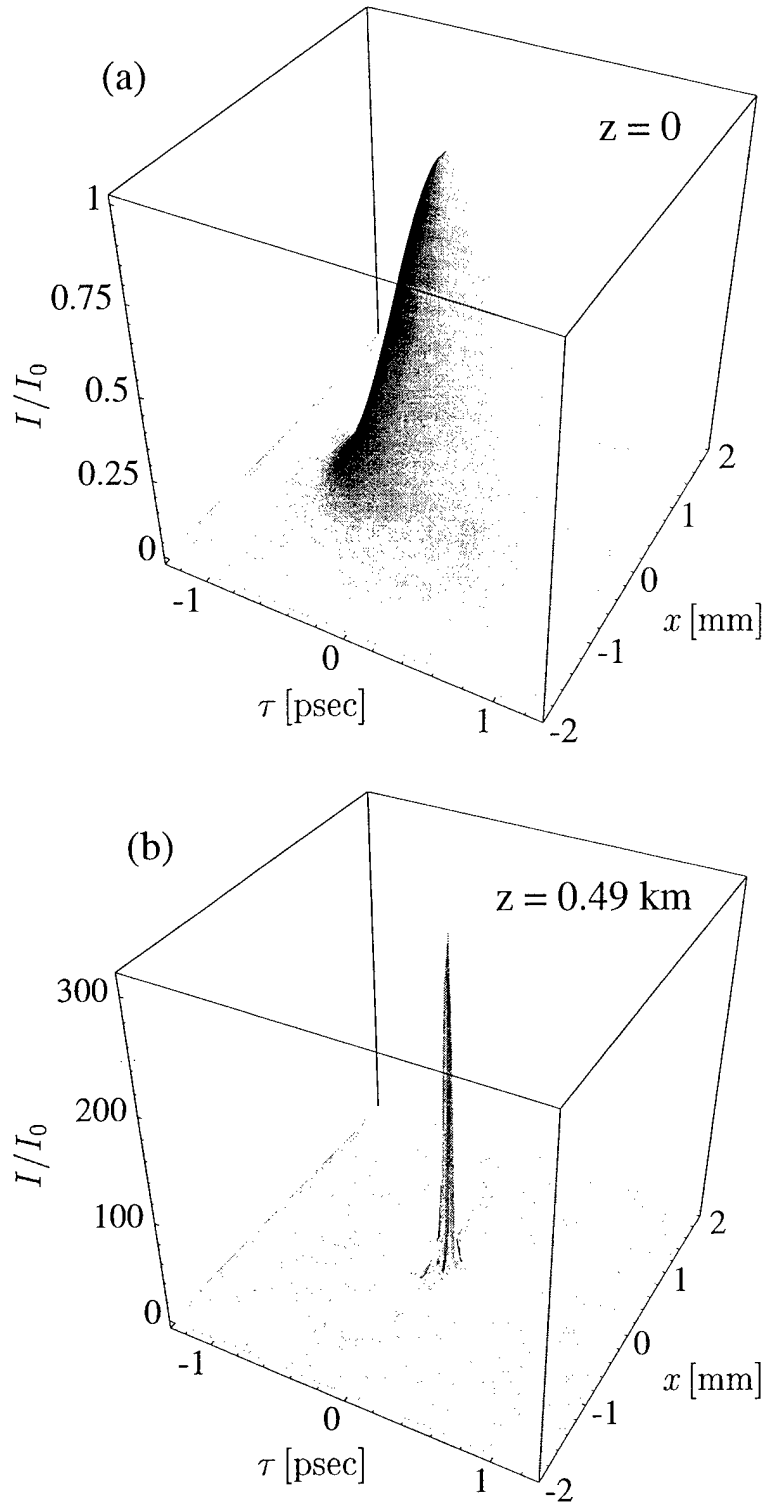 (a)
z = 0
1
0.75
0.5
0.25
0
I/I₀
-1
0
1
τ [psec]
-2
-1
0
1
2
x [mm]
(b)
z = 0.49 km
300
200
100
0
I/I₀
-1
0
1
τ [psec]
-2
-1
0
1
2
x [mm]